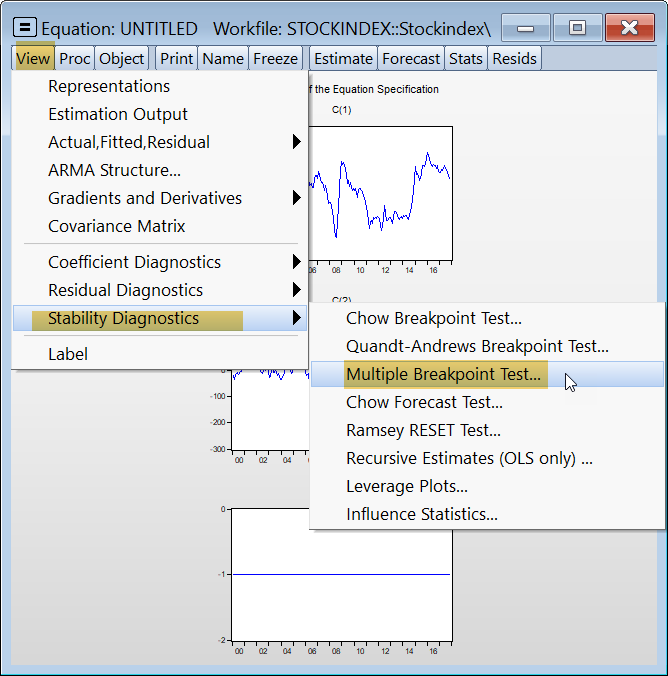 Equation: UNTITLED Workfile: STOCKINDEX::Stockindex\
View Proc Object Print Name Freeze Estimate Forecast Stats Resids
f the Equation Specification
C(1)
06 08 10 12 14 16
C(2)
Representations
Estimation Output
Actual,Fitted,Residual
ARMA Structure...
Gradients and Derivatives
Covariance Matrix
Coefficient Diagnostics
Residual Diagnostics
Stability Diagnostics
Label
Chow Breakpoint Test...
Quandt-Andrews Breakpoint Test...
Multiple Breakpoint Test...
Chow Forecast Test...
Ramsey RESET Test...
Recursive Estimates (OLS only) ...
Leverage Plots...
Influence Statistics...
0
-100
-200
-300
00 02 04 06
0
-1
-2
00 02 04 06 08 10 12 14 16